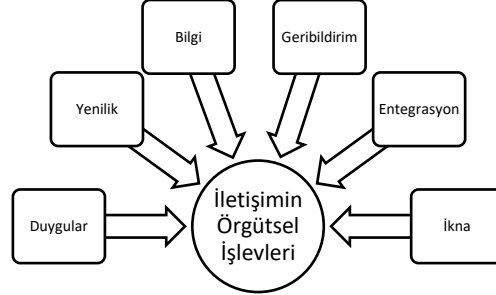 Bilgi
Geribildirim
Yenilik
Entegrasyon
Duygular
İletişimin
Örgütsel
İşlevleri
İkna